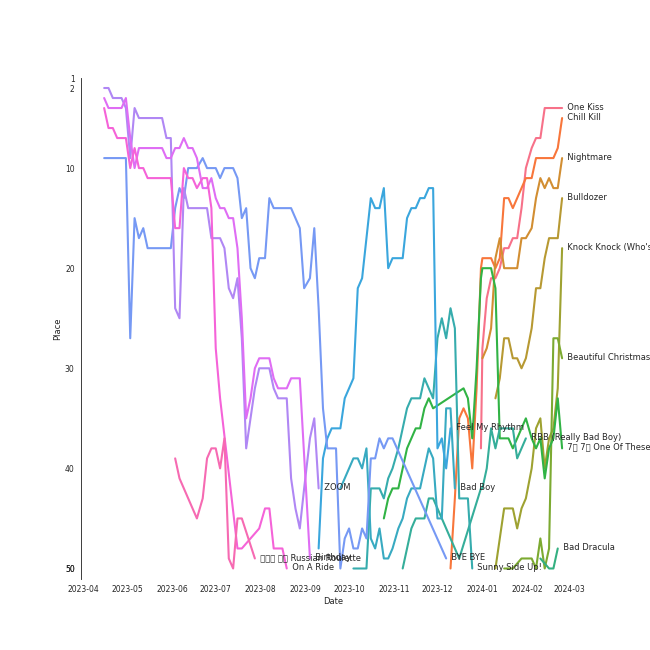 1
2
10
20
30
40
50
Place
One Kiss
Chill Kill
Nightmare
Bulldozer
Knock Knock (Who's
Beautiful Christmas
Feel My Rhythm
RBB (Really Bad Boy)
7월 7일 One Of These
ZOOM
Bad Boy
Bad Dracula
Russian Roulette
Birthday
BYE BYE
On A Ride
Sunny Side Up!
2023-04
2023-05
2023-06
2023-07
2023-08
2023-09
2023-10
2023-11
2023-12
2024-01
2024-02
2024-03
Date